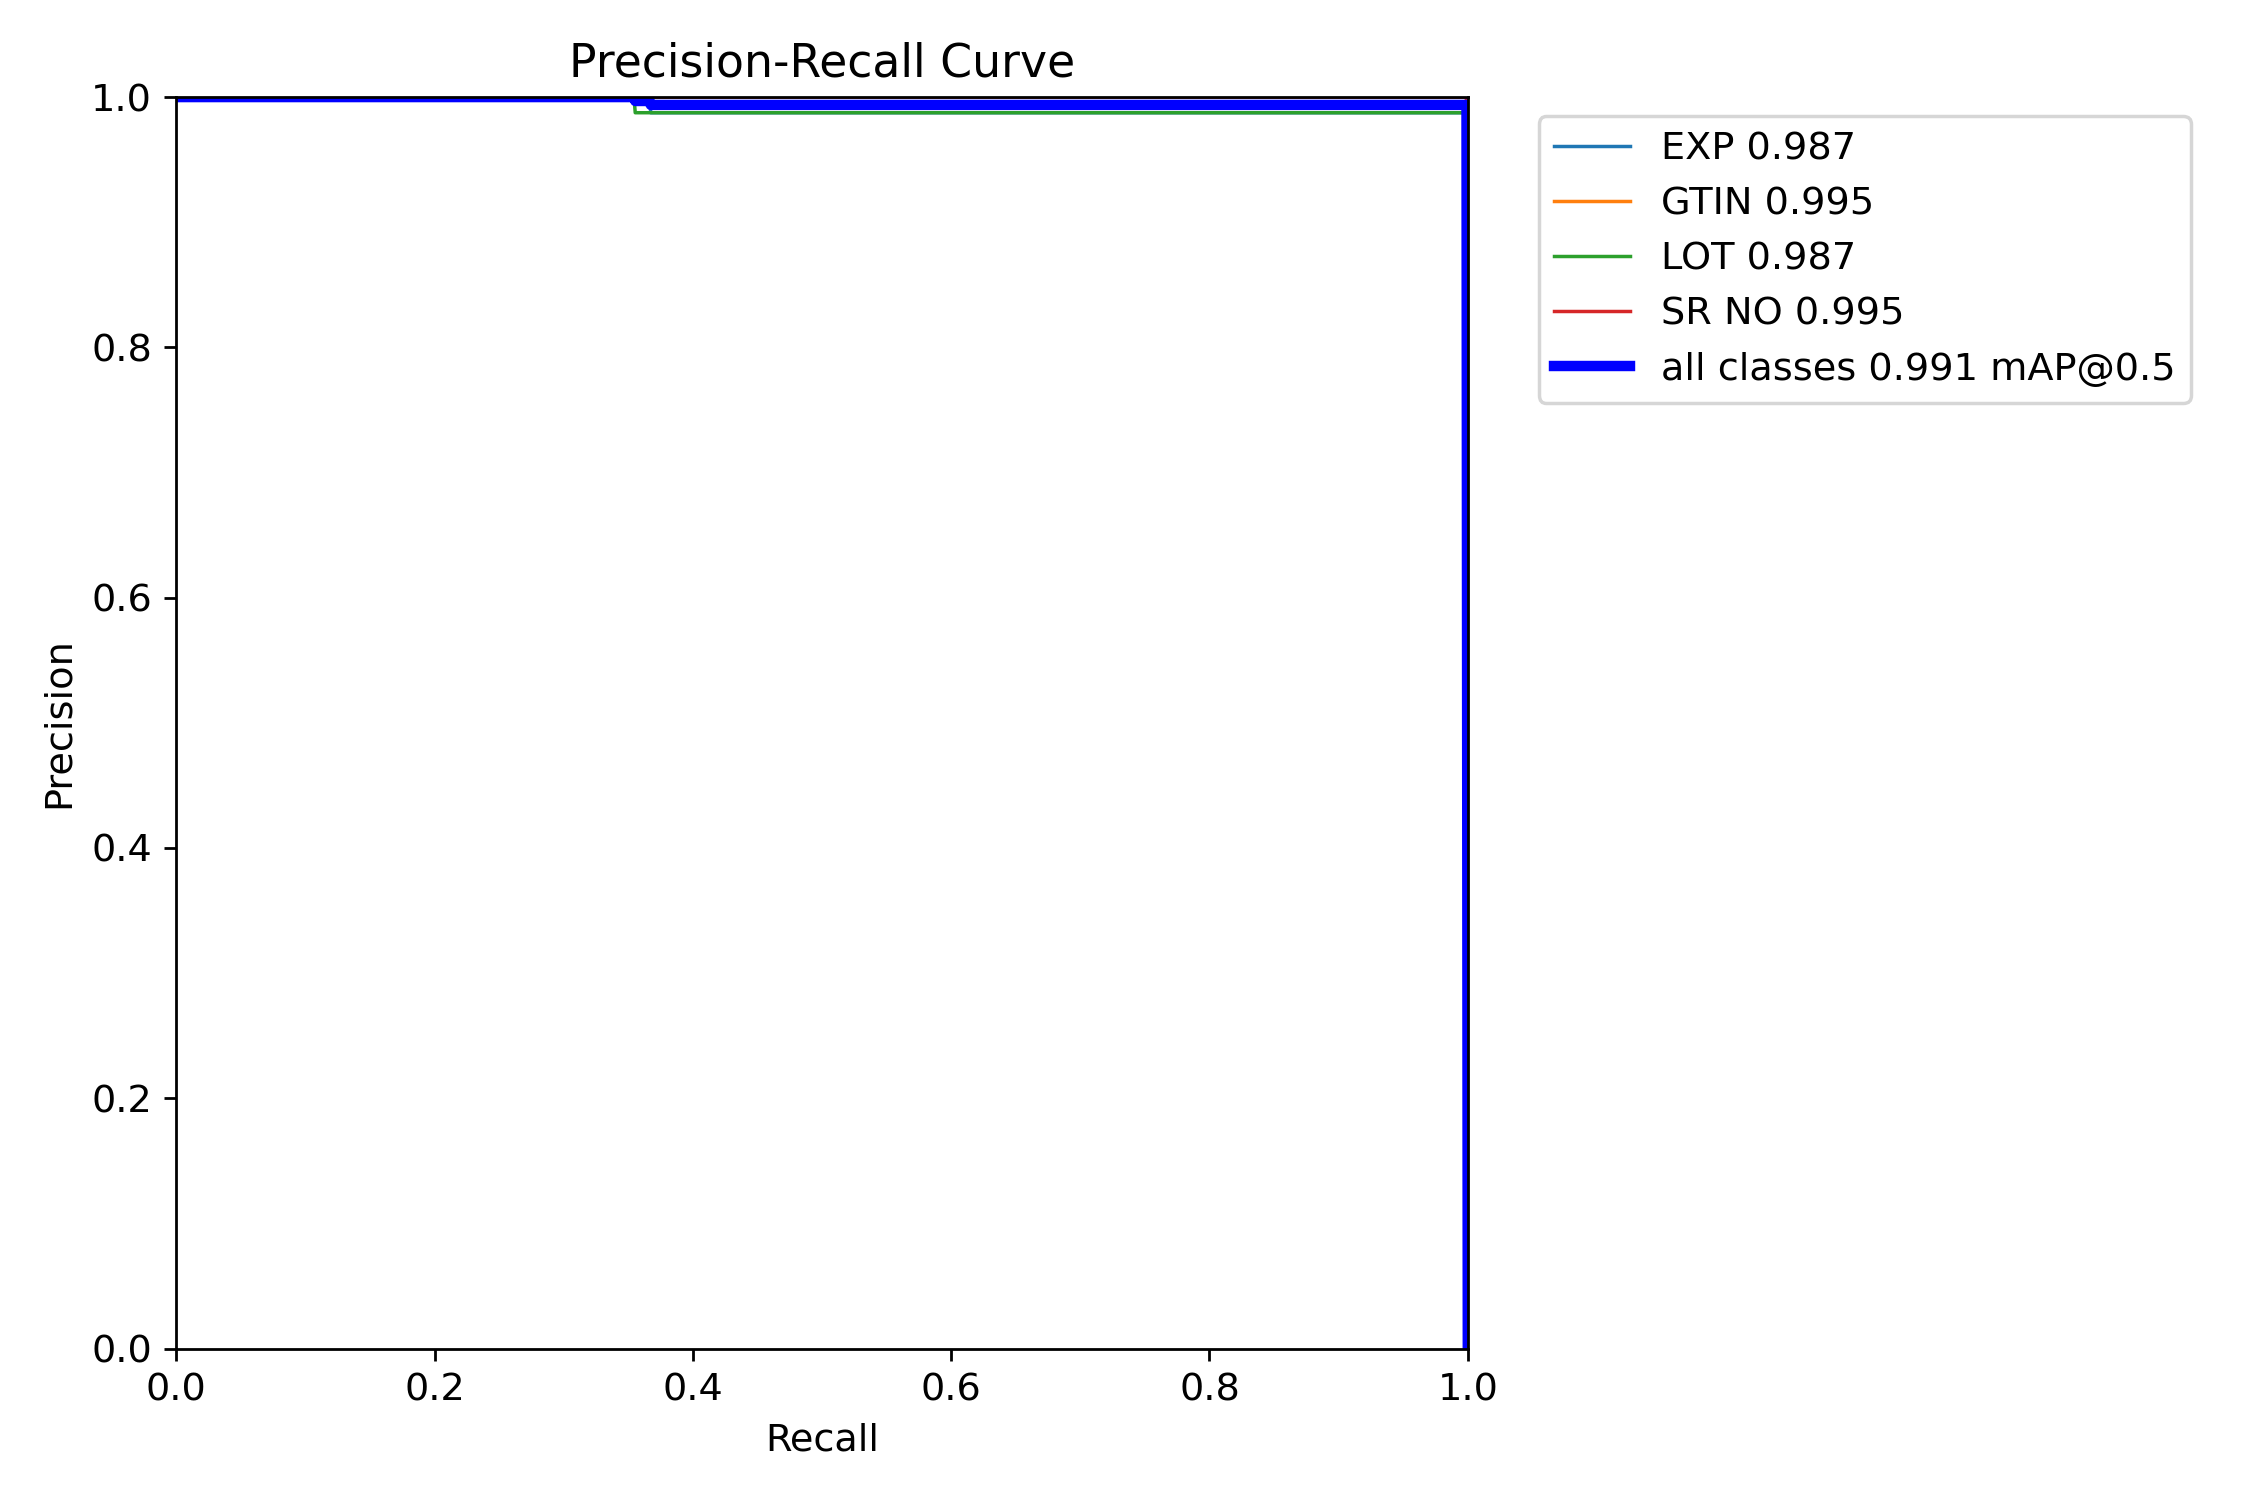 Precision-Recall Curve
1.0
0.8
0.6
0.4
0.2
0.0
Precision
0.0 0.2 0.4 0.6 0.8 1.0
Recall
EXP 0.987
GTIN 0.995
LOT 0.987
SR NO 0.995
all classes 0.991 mAP@0.5